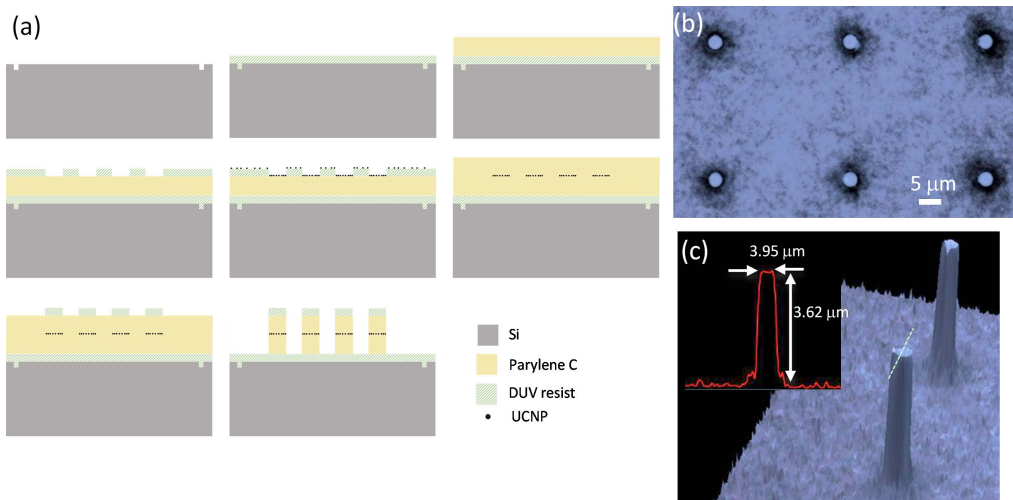 (a)
Si
Parylene C
DUV resist
UCNP
(b)
5 μm
(c)
3.95 μm
3.62 μm